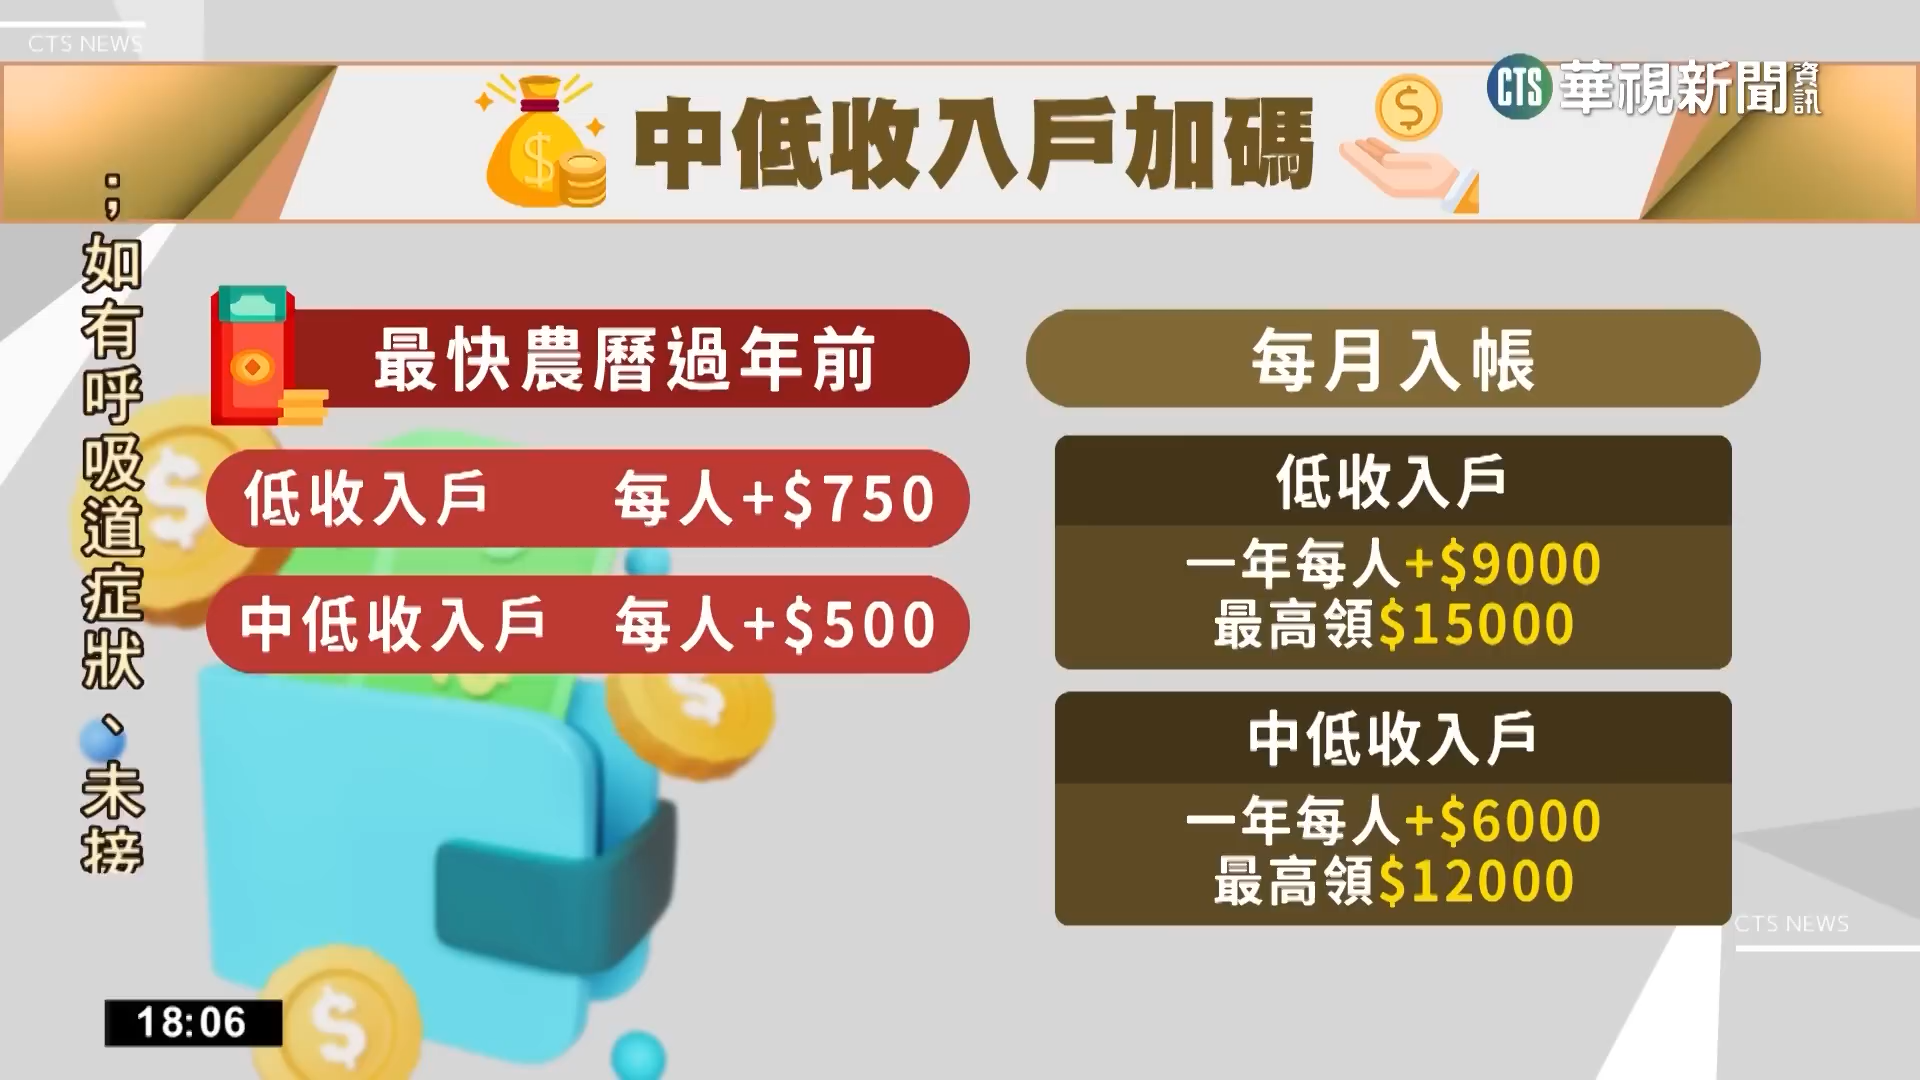 CTS NEWS
中低收入戶加碼
CTS 華視新聞資訊
；如有呼吸道症狀、未接
最快農曆過年前
低收入戶 每人+$750
中低收入戶 每人+$500
每月入帳
低收入戶
一年每人+$9000
最高領$15000
中低收入戶
一年每人+$6000
最高領$12000
CTS NEWS
18:06